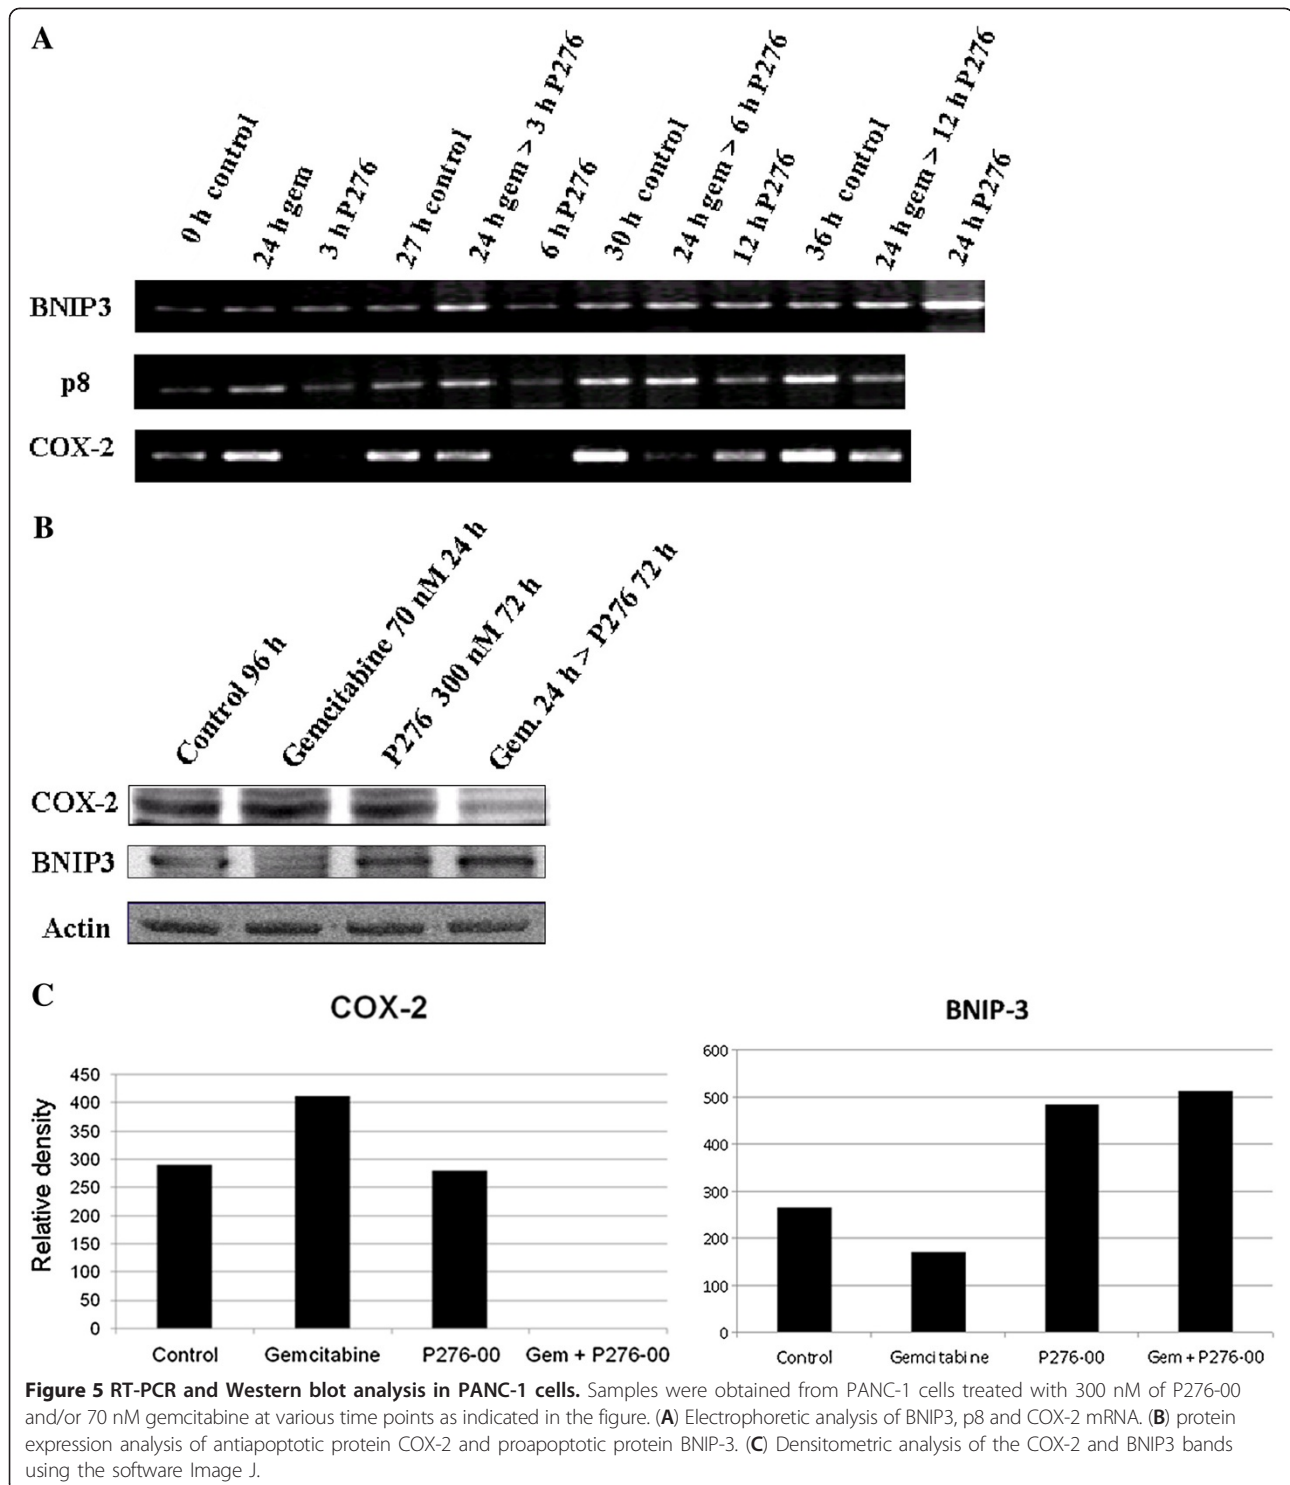 A
0 h control
24 h gem
3 h P276
27 h control
24 h gem > 3 h P276
6 h P276
30 h control
24 h gem > 6 h P276
12 h P276
36 h control
24 h gem > 12 h P276
24 h P276
BNIP3
p8
COX-2
B
Control 96 h
Gemcitabine 70 nM 24 h
P276 300 nM 72 h
Gem. 24 h > P276 72 h
COX-2
BNIP3
Actin
C
COX-2
Relative density
450
400
350
300
250
200
150
100
50
0
Control
Gemcitabine
P276-00
Gem + P276-00
BNIP-3
600
500
400
300
200
100
0
Control
Gemcitabine
P276-00
Gem + P276-00
Figure 5 RT-PCR and Western blot analysis in PANC-1 cells. Samples were obtained from PANC-1 cells treated with 300 nM of P276-00
and/or 70 nM gemcitabine at various time points as indicated in the figure. (A) Electrophoretic analysis of BNIP3, p8 and COX-2 mRNA. (B) protein
expression analysis of antiapoptotic protein COX-2 and proapoptotic protein BNIP-3. (C) Densitometric analysis of the COX-2 and BNIP3 bands
using the software Image J.